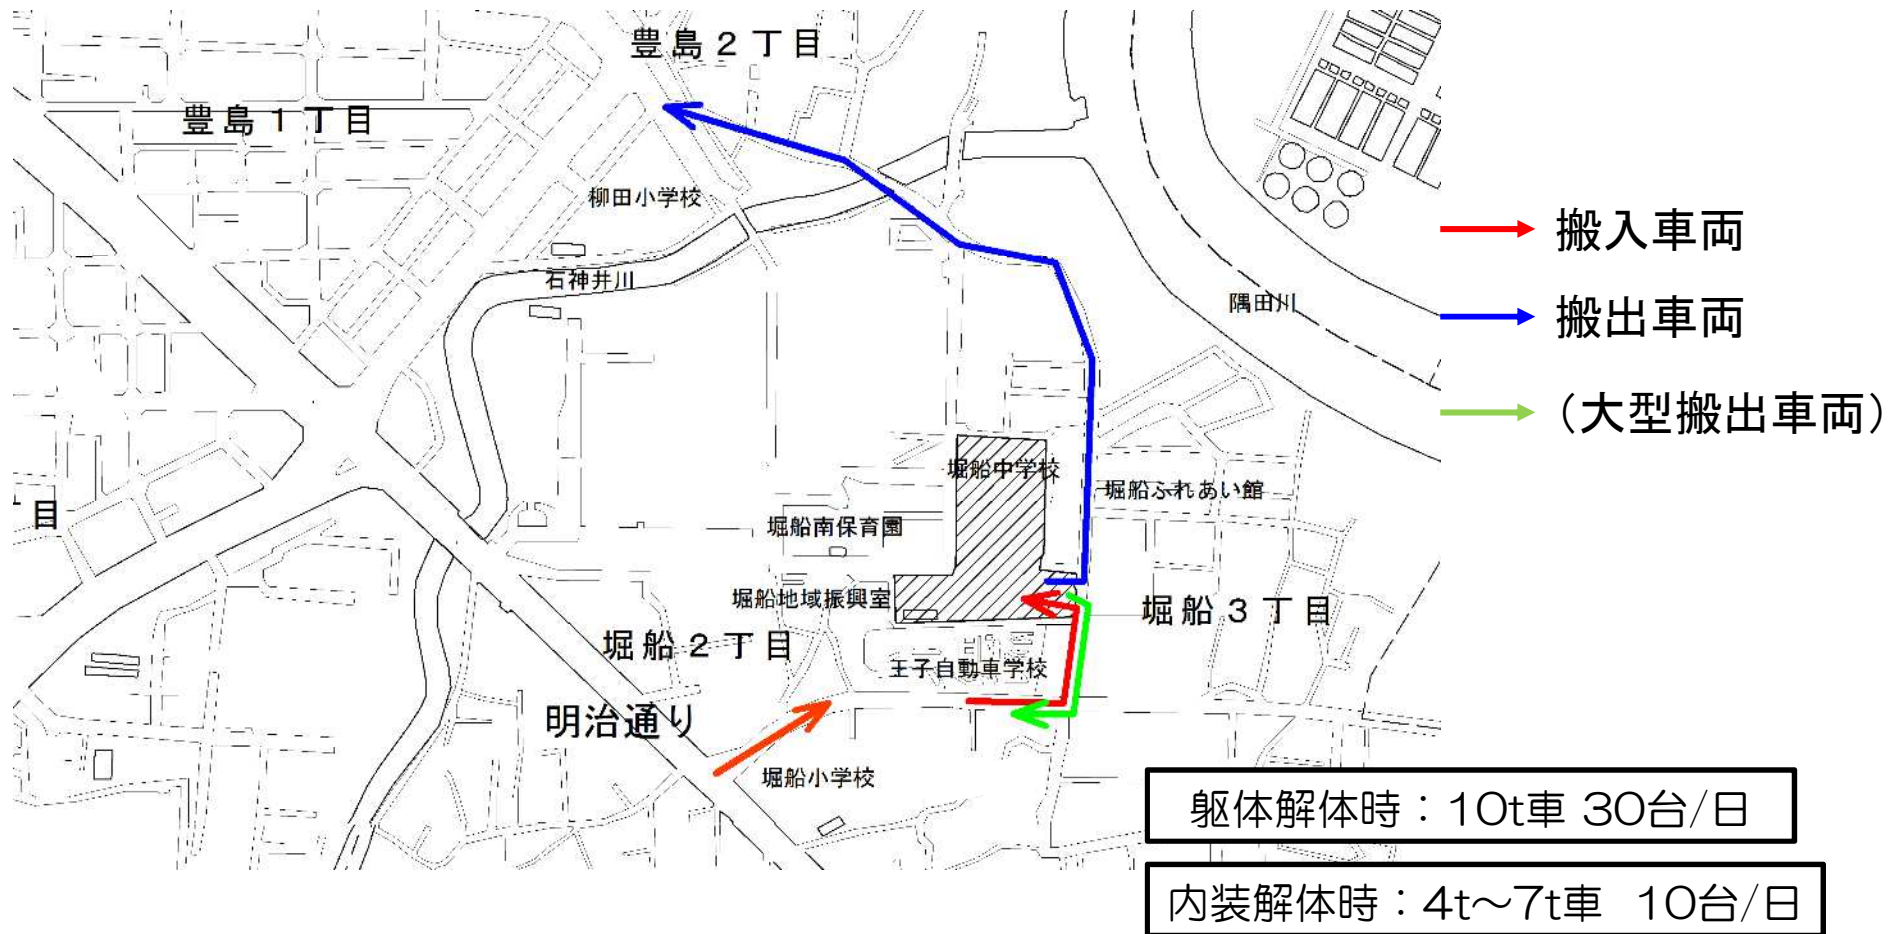 豊島２丁目
豊島１丁目
柳田小学校
石神井川
隅田川
搬入車両
搬出車両
（大型搬出車両）
堀船中学校
堀船ふれあい館
目
堀船南保育園
堀船地域振興室
堀船３丁目
堀船２丁目
王子自動車学校
明治通り
堀船小学校
躯体解体時：10t車 30台/日
内装解体時：4t～7t車 10台/日